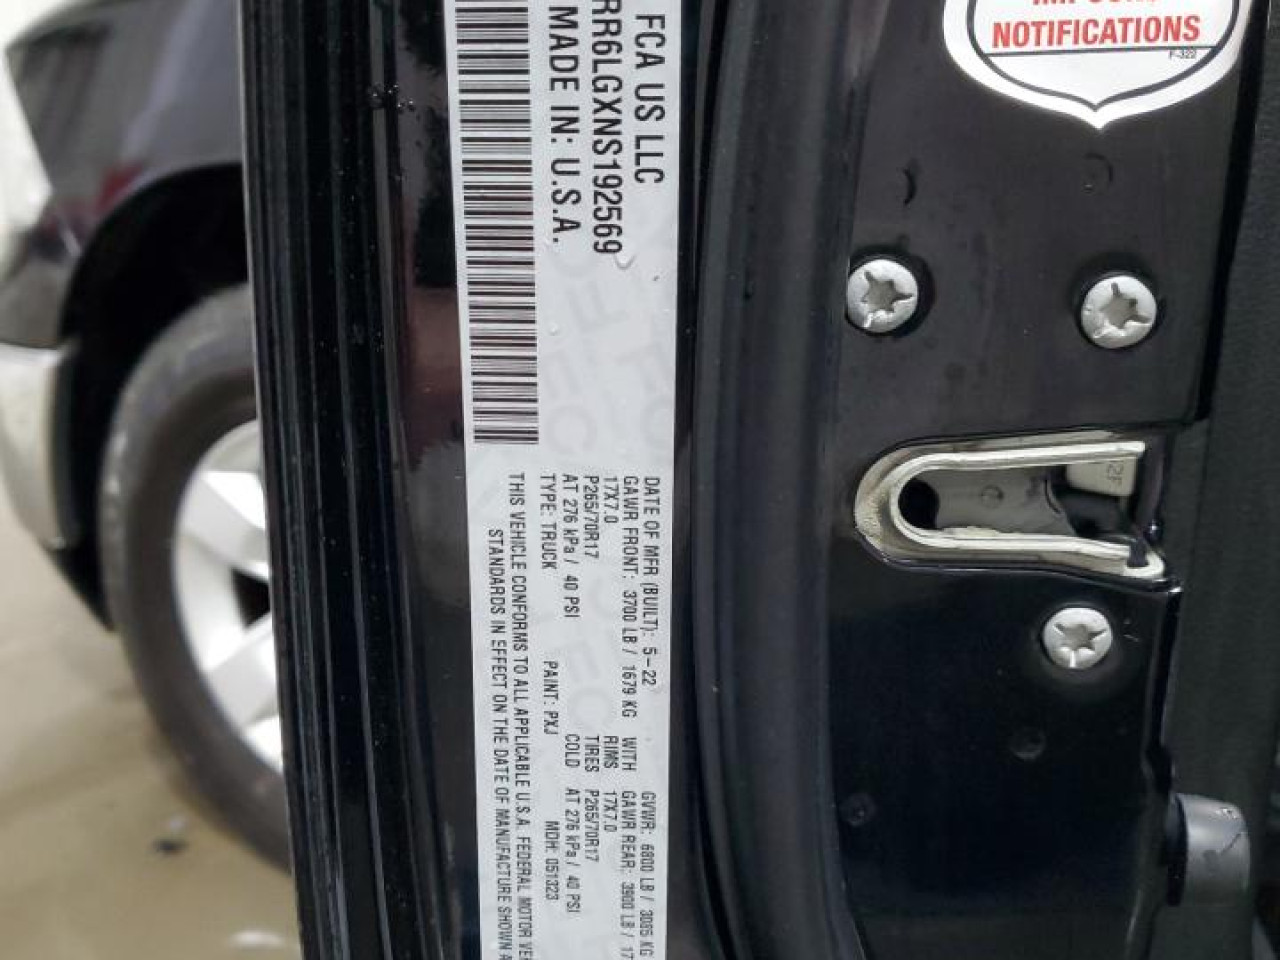 FCA US LLC
RR6LGXNS192569
MADE IN: U.S.A.
DATE OF MFR (BUILT): 5-22 GVWR: 6800 LB / 3085 KG
GAWR FRONT: 3700 LB / 1679 KG WITH GAWR REAR: 3900 LB / 17
17X7.0 RIMS 17X7.0
P265/70R17 TIRES P265/70R17
AT 276 kPa / 40 PSI COLD AT 276 kPa / 40 PSI
TYPE: TRUCK PAINT: PXJ MDH: 051323
THIS VEHICLE CONFORMS TO ALL APPLICABLE U.S.A. FEDERAL MOTOR VE
STANDARDS IN EFFECT ON THE DATE OF MANUFACTURE SHOWN A
NOTIFICATIONS
F-322